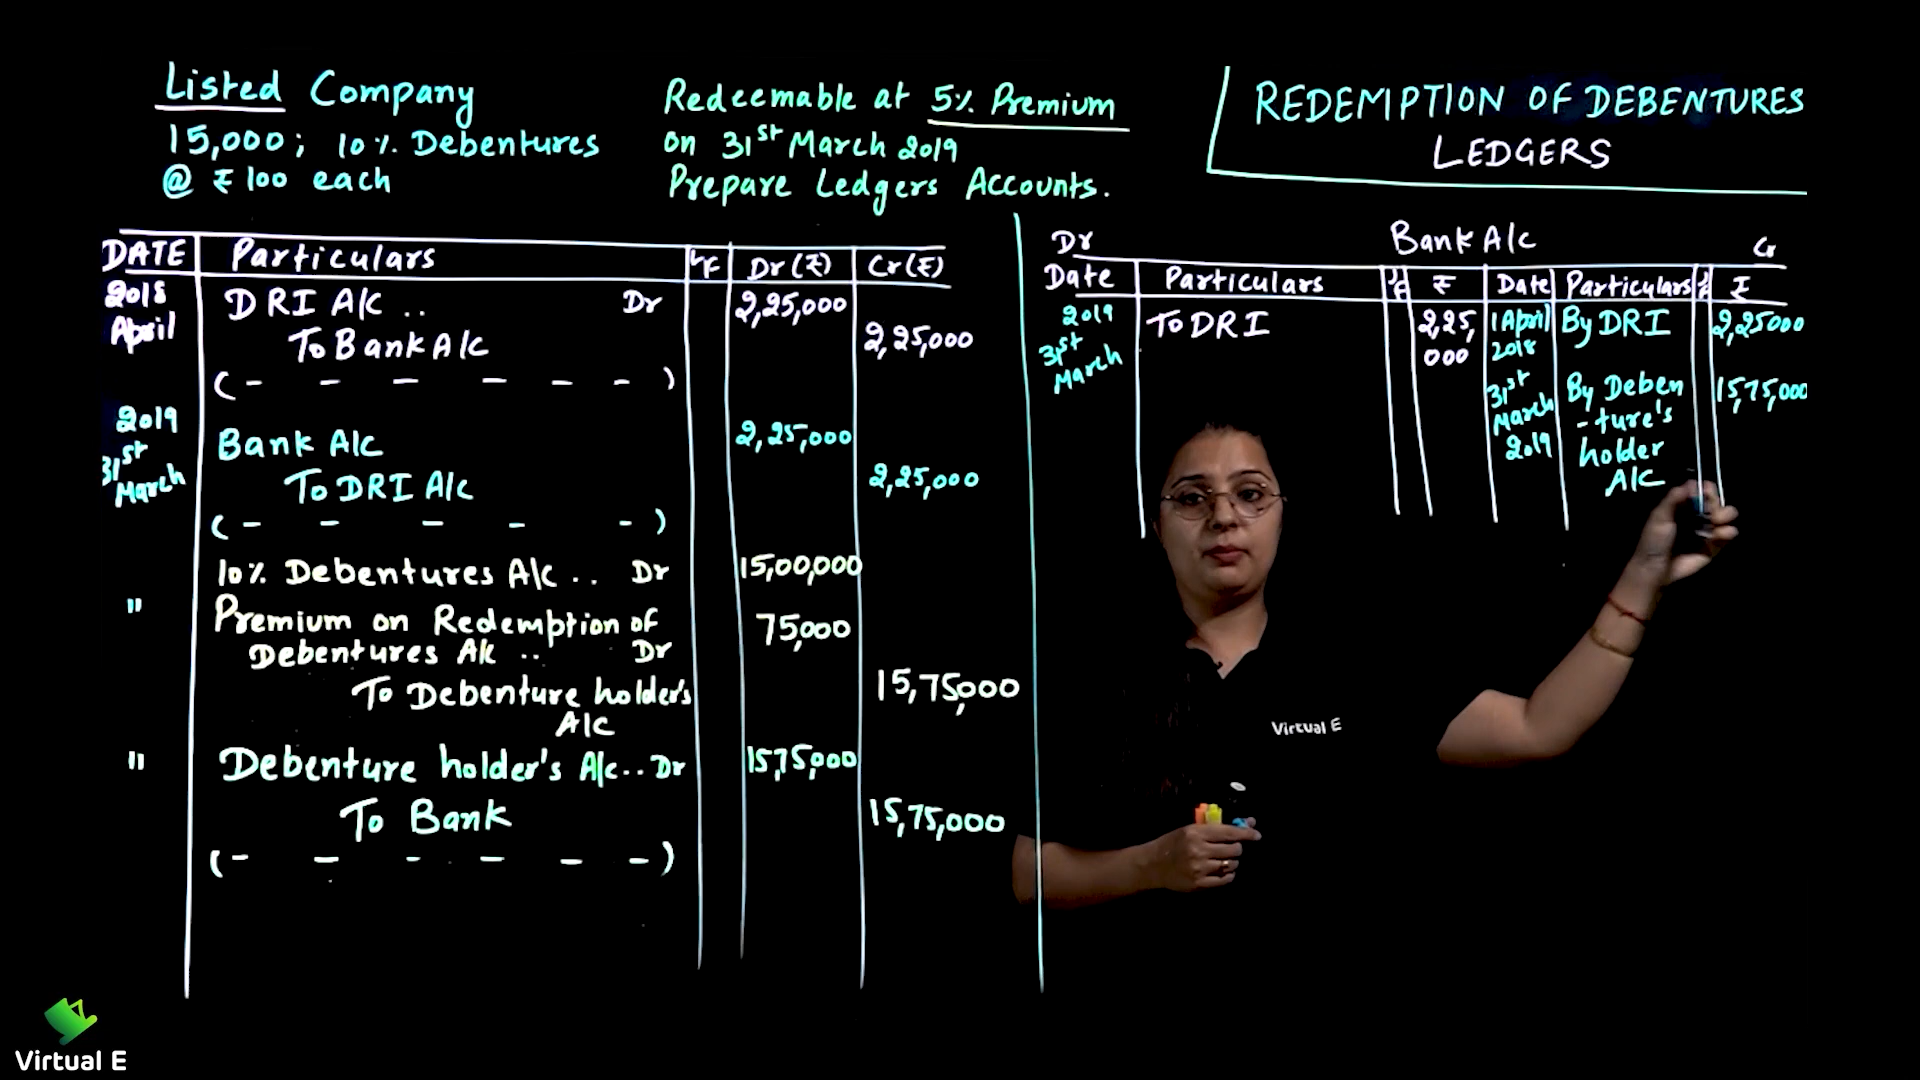 Listed Company
15,000; 10% Debentures
@ ₹100 each
Redeemable at 5% Premium
on 31st March 2019
Prepare Ledgers Accounts.
REDEMPTION OF DEBENTURES
LEDGERS
DATE Particulars L/F Dr (₹) Cr (₹)
2018
April
DRI A/c .. Dr 2,25,000
To Bank A/c 2,25,000
(- - - - - -)
2019
31st
March
Bank A/c 2,25,000
To DRI A/c 2,25,000
(- - - - -)
10% Debentures A/c .. Dr 15,00,000
" Premium on Redemption of
Debentures A/c .. Dr 75,000
To Debenture holder's
A/c 15,75,000
" Debenture holder's A/c .. Dr 15,75,000
To Bank 15,75,000
(- - - - - -)
Dr Bank A/c Cr
Date Particulars ₹ Date Particulars ₹
2019
31st
March
To DRI 2,25,
000
1 April
2018
By DRI 2,25000
31st
March
2019
By Deben
-ture's
holder
A/c
15,75,000
Virtual E
Virtual E